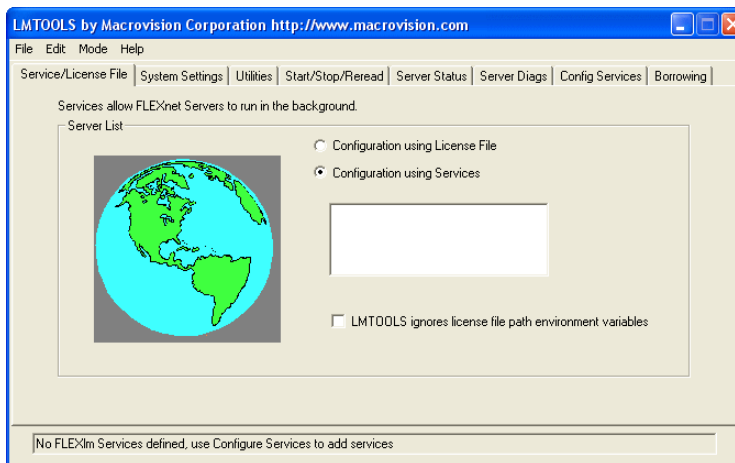 LMTOOLS by Macrovision Corporation http://www.macrovision.com
File Edit Mode Help
Service/License File System Settings Utilities Start/Stop/Reread Server Status Server Diags Config Services Borrowing
Services allow FLEXnet Servers to run in the background.
Server List
Configuration using License File
Configuration using Services
LMTOOLS ignores license file path environment variables
No FLEXlm Services defined, use Configure Services to add services